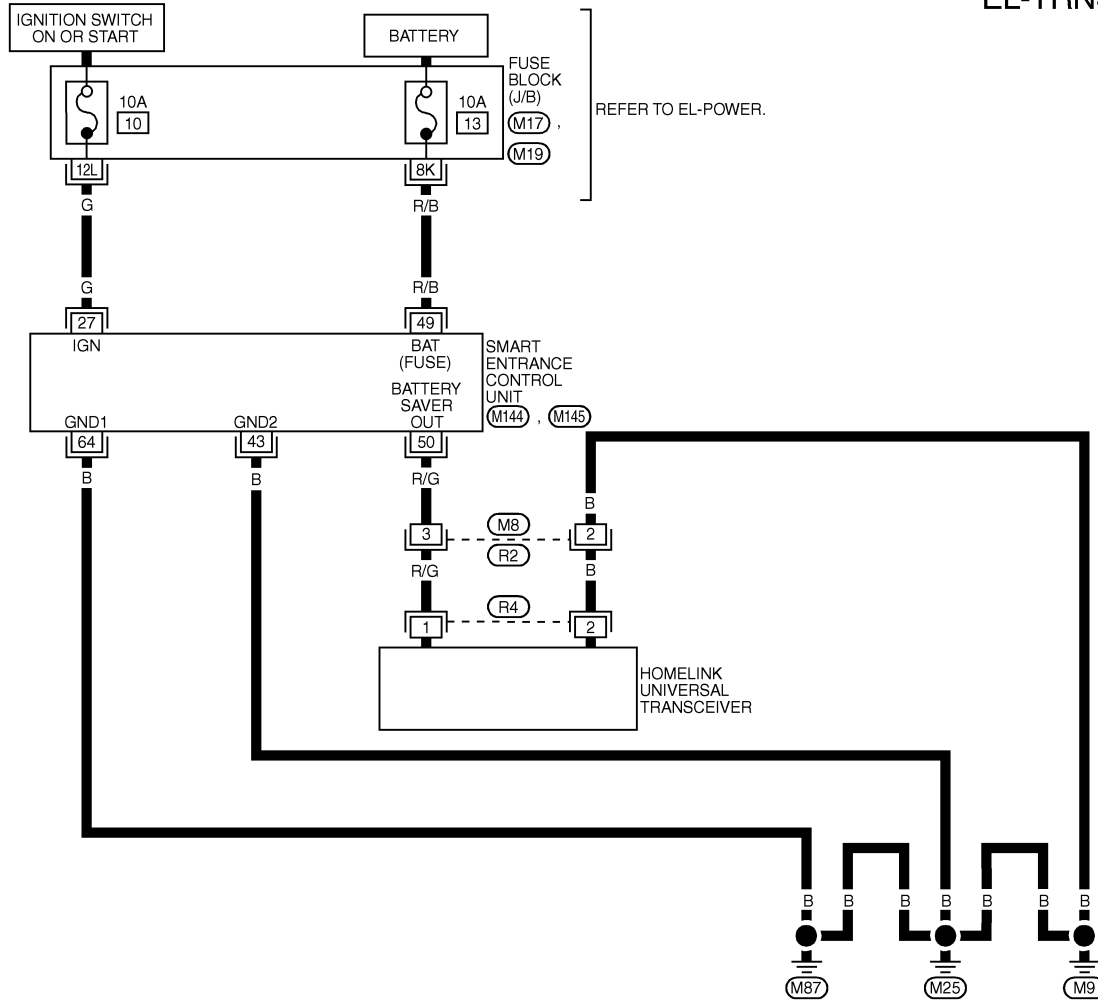 IGNITION SWITCH
ON OR START
BATTERY
FUSE
BLOCK
(J/B)
M17 ,
M19
10A
10
10A
13
REFER TO EL-POWER.
12L
8K
G
R/B
G
R/B
27
49
IGN
BAT
(FUSE)
BATTERY
SAVER
OUT
SMART
ENTRANCE
CONTROL
UNIT
M144 , M145
GND1
GND2
64
43
50
B
B
R/G
B
3
M8
2
R2
R/G
B
R4
1
2
HOMELINK
UNIVERSAL
TRANSCEIVER
B B B B B B B
M87
M25
M9